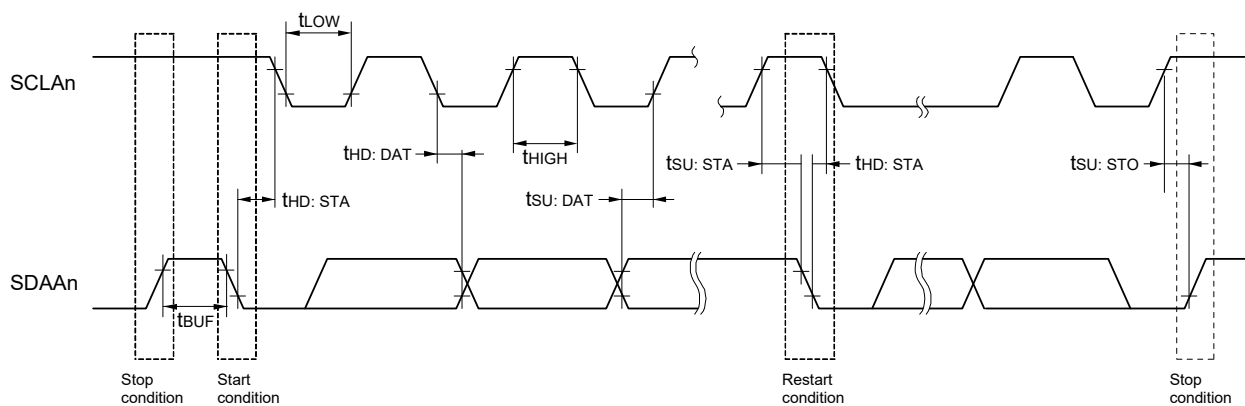 tLOW
SCLAn
tHD: DAT
tHIGH
tSU: STA
tHD: STA
tSU: STO
tHD: STA
tSU: DAT
SDAAn
tBUF
Stop
condition
Start
condition
Restart
condition
Stop
condition